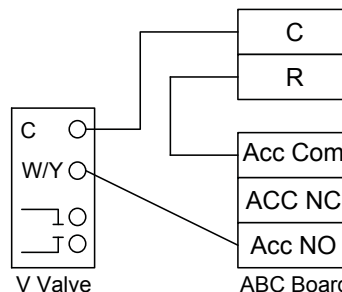 C
R
C
W/Y
Acc Com
ACC NC
Acc NO
V Valve
ABC Board